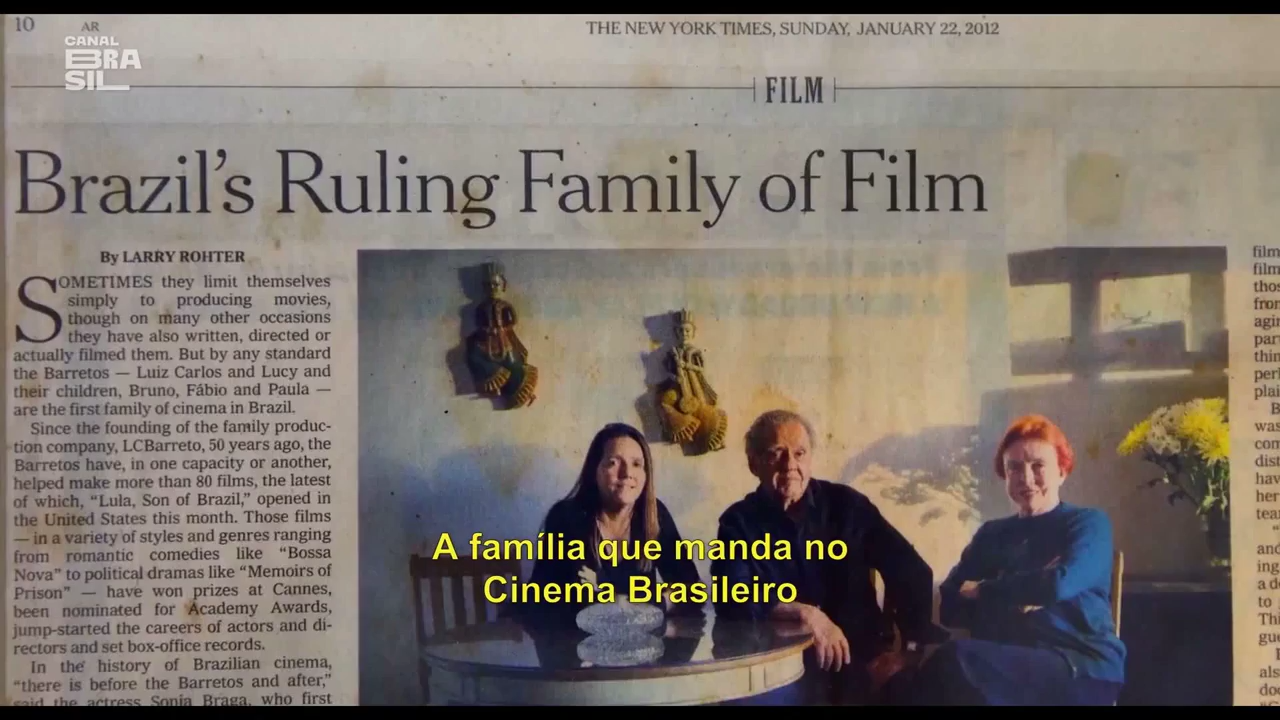 10
AR
THE NEW YORK TIMES, SUNDAY, JANUARY 22, 2012
CANAL
BRA
SIL
FILM
Brazil's Ruling Family of Film
By LARRY ROHTER
SOMETIMES they limit themselves
simply to producing movies,
though on many other occasions
they have also written, directed or
actually filmed them. But by any standard
the Barretos — Luiz Carlos and Lucy and
their children, Bruno, Fábio and Paula —
are the first family of cinema in Brazil.
Since the founding of the family produc-
tion company, LCBarreto, 50 years ago, the
Barretos have, in one capacity or another,
helped make more than 80 films, the latest
of which, “Lula, Son of Brazil,” opened in
the United States this month. Those films
— in a variety of styles and genres ranging
from romantic comedies like “Bossa
Nova” to political dramas like “Memoirs of
Prison” — have won prizes at Cannes,
been nominated for Academy Awards,
jump-started the careers of actors and di-
rectors and set box-office records.
In the history of Brazilian cinema,
“there is before the Barretos and after,”
said the actress Sonia Braga, who first
A família que manda no
Cinema Brasileiro